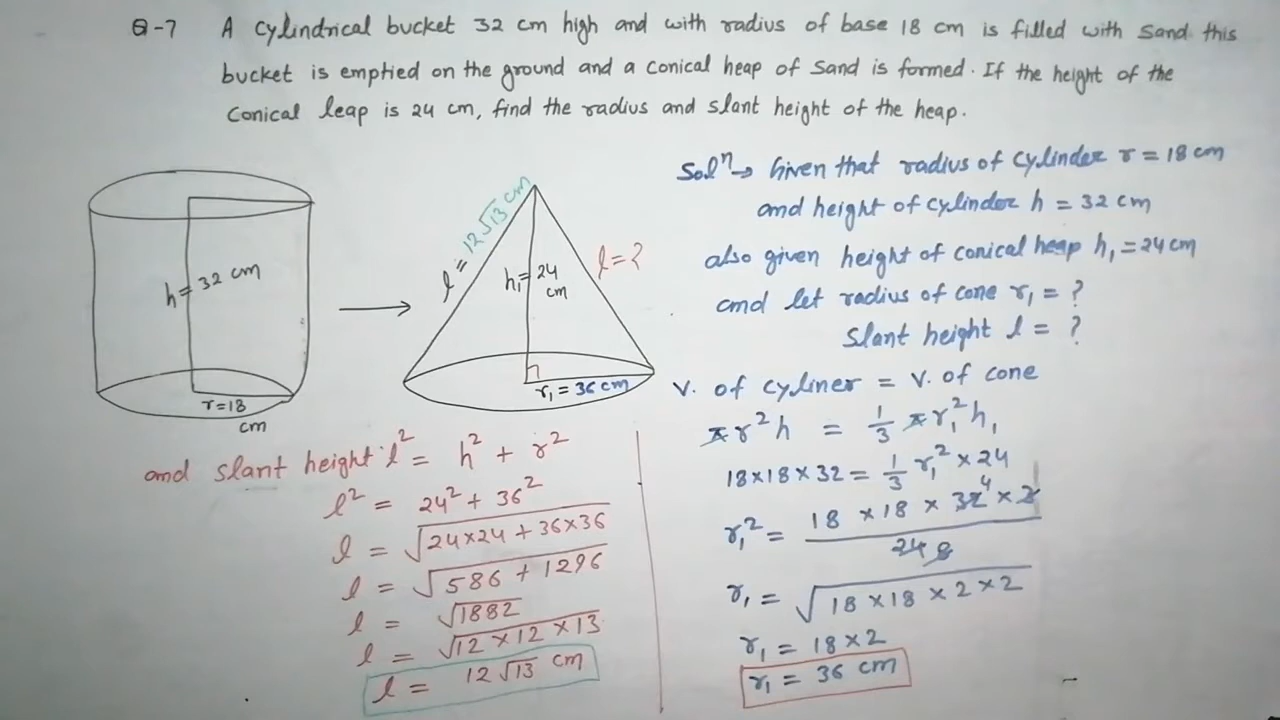 Q-7 A Cylindrical bucket 32 cm high and with radius of base 18 cm is filled with Sand. this
bucket is emptied on the ground and a conical heap of Sand is formed. If the height of the
Conical leap is 24 cm, find the radius and slant height of the heap.
h = 32 cm
r = 18
cm
l = 12√13 cm
h₁ = 24
cm
l = ?
r₁ = 36 cm
Solⁿ → Given that radius of Cylinder r = 18 cm
and height of cylinder h = 32 cm
also given height of conical heap h₁ = 24 cm
and let radius of cone r₁ = ?
Slant height l = ?
V. of cyliner = V. of cone
πr²h = 1/3 πr₁²h₁
18×18×32 = 1/3 r₁² × 24
r₁² = 18 × 18 × 32 4 × 3 / 24 8
r₁ = √18 × 18 × 2 × 2
r₁ = 18 × 2
r₁ = 36 cm
and slant height l² = h² + r²
l² = 24² + 36²
l = √24×24 + 36×36
l = √586 + 1296
l = √1882
l = √12 × 12 × 13
l = 12√13 cm